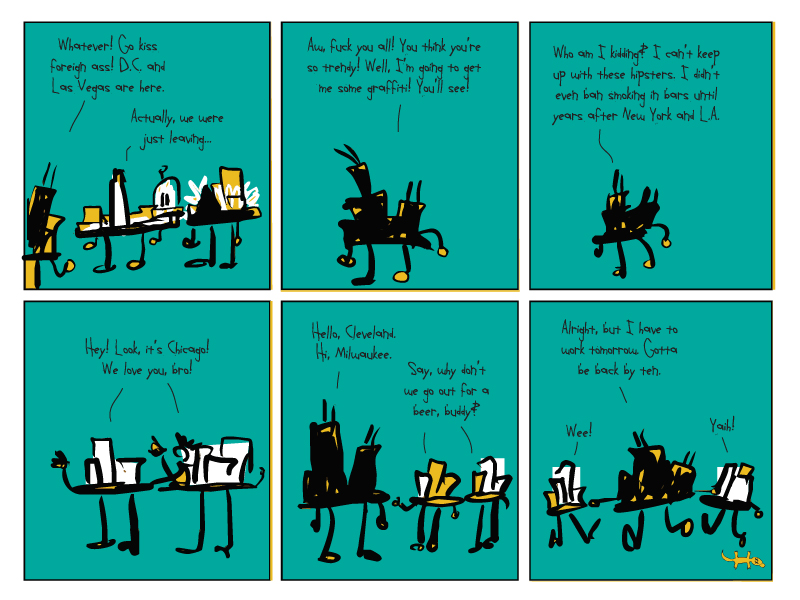 Whatever! Go kiss
foreign ass! D.C. and
Las Vegas are here.
Actually, we were
just leaving...
Aw, fuck you all! You think you're
so trendy! Well, I'm going to get
me some graffiti! You'll see!
Who am I kidding? I can't keep
up with these hipsters. I didn't
even ban smoking in bars until
years after New York and L.A.
Hey! Look, it's Chicago!
We love you, bro!
Hello, Cleveland.
Hi, Milwaukee.
Say, why don't
we go out for a
beer, buddy?
Alright, but I have to
work tomorrow. Gotta
be back by ten.
Wee!
Yaih!